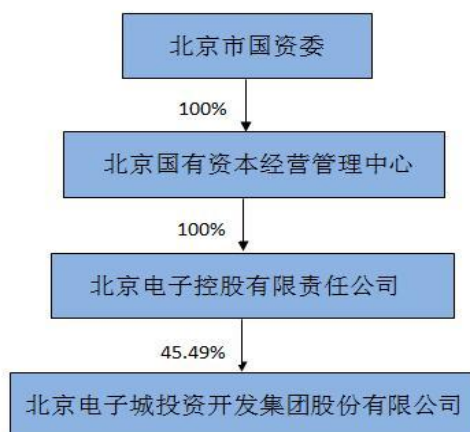 北京市国资委
100%
北京国有资本经营管理中心
100%
北京电子控股有限责任公司
45.49%
北京电子城投资开发集团股份有限公司